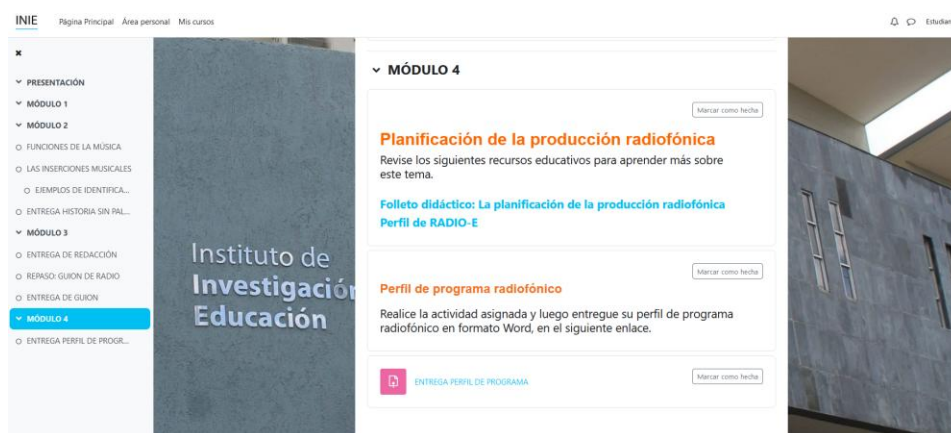 INIE Página Principal Área personal Mis cursos
Estudian
PRESENTACIÓN
MÓDULO 1
MÓDULO 2
FUNCIONES DE LA MÚSICA
LAS INSERCIONES MUSICALES
EJEMPLOS DE IDENTIFICA...
ENTREGA HISTORIA SIN PAL...
MÓDULO 3
ENTREGA DE REDACCIÓN
REPASO: GUION DE RADIO
ENTREGA DE GUION
MÓDULO 4
ENTREGA PERFIL DE PROGR...
Instituto de
Investigación
Educación
MÓDULO 4
Marcar como hecha
Planificación de la producción radiofónica
Revise los siguientes recursos educativos para aprender más sobre
este tema.
Folleto didáctico: La planificación de la producción radiofónica
Perfil de RADIO-E
Marcar como hecha
Perfil de programa radiofónico
Realice la actividad asignada y luego entregue su perfil de programa
radiofónico en formato Word, en el siguiente enlace.
ENTREGA PERFIL DE PROGRAMA
Marcar como hecha